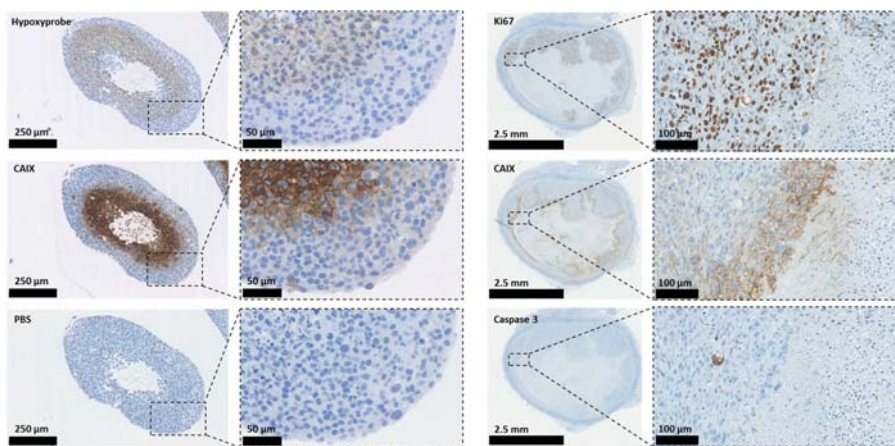 Hypoxyprobe
250 µm
50 µm
Ki67
2.5 mm
100 µm
CAIX
250 µm
50 µm
CAIX
2.5 mm
100 µm
PBS
250 µm
50 µm
Caspase 3
2.5 mm
100 µm